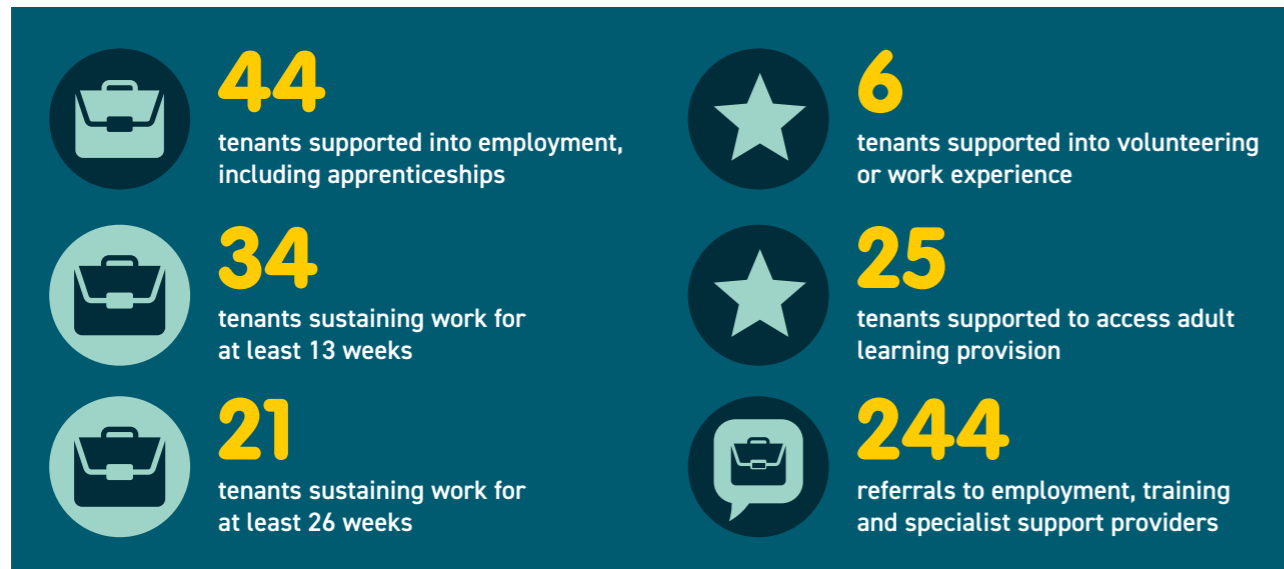 44
tenants supported into employment,
including apprenticeships
34
tenants sustaining work for
at least 13 weeks
21
tenants sustaining work for
at least 26 weeks
6
tenants supported into volunteering
or work experience
25
tenants supported to access adult
learning provision
244
referrals to employment, training
and specialist support providers